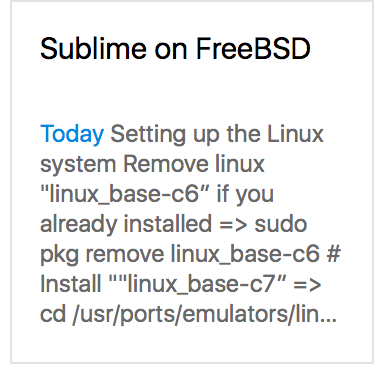 Sublime on FreeBSD
Today Setting up the Linux
system Remove linux
"linux_base-c6” if you
already installed => sudo
pkg remove linux_base-c6 #
Install ""linux_base-c7” =>
cd /usr/ports/emulators/lin...